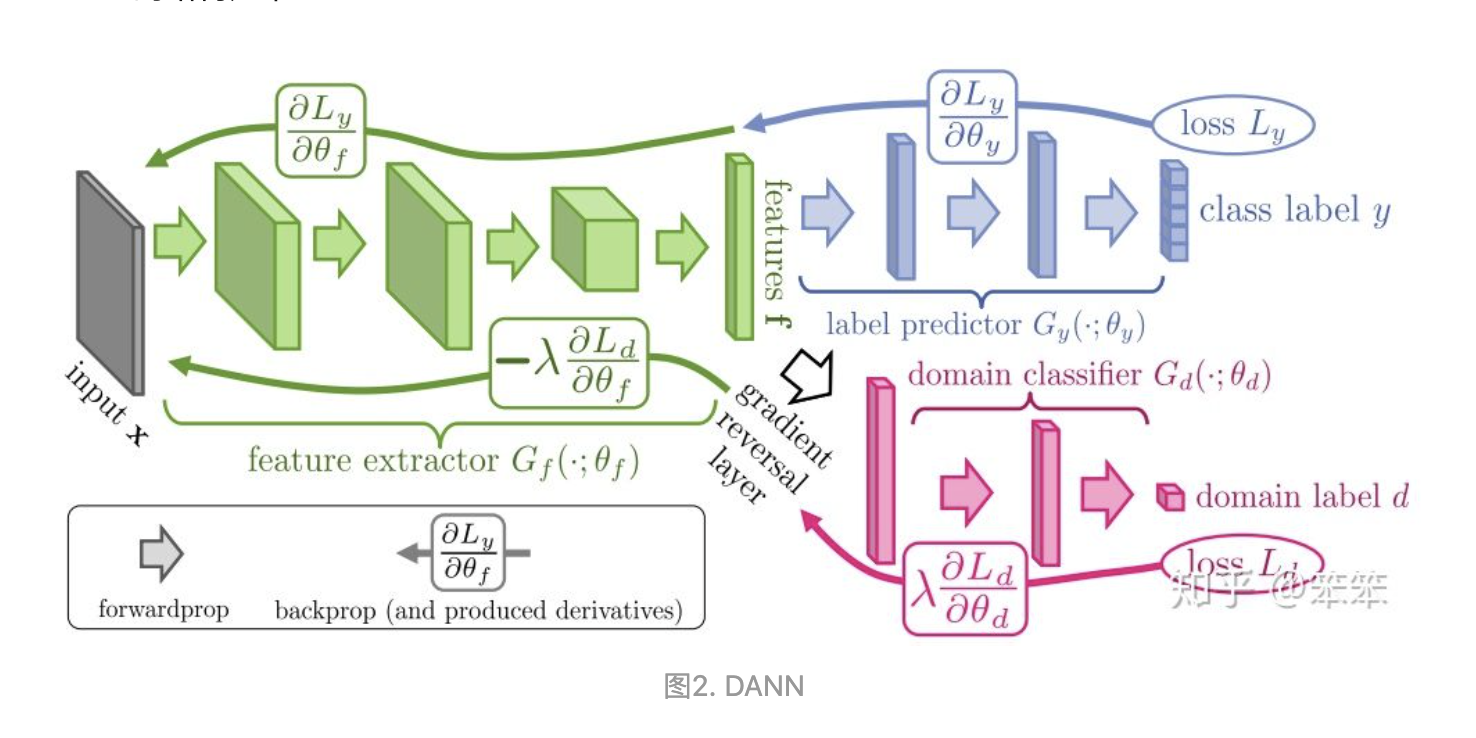 ∂L_y/∂θ_f
∂L_y/∂θ_y
loss L_y
features f
class label y
label predictor G_y(·;θ_y)
input x
−λ ∂L_d/∂θ_f
feature extractor G_f(·;θ_f)
gradient
reversal
layer
domain classifier G_d(·;θ_d)
domain label d
loss L_d
λ ∂L_d/∂θ_d
知乎 @笨笨
∂L_y/∂θ_f
forwardprop
backprop (and produced derivatives)
图2. DANN